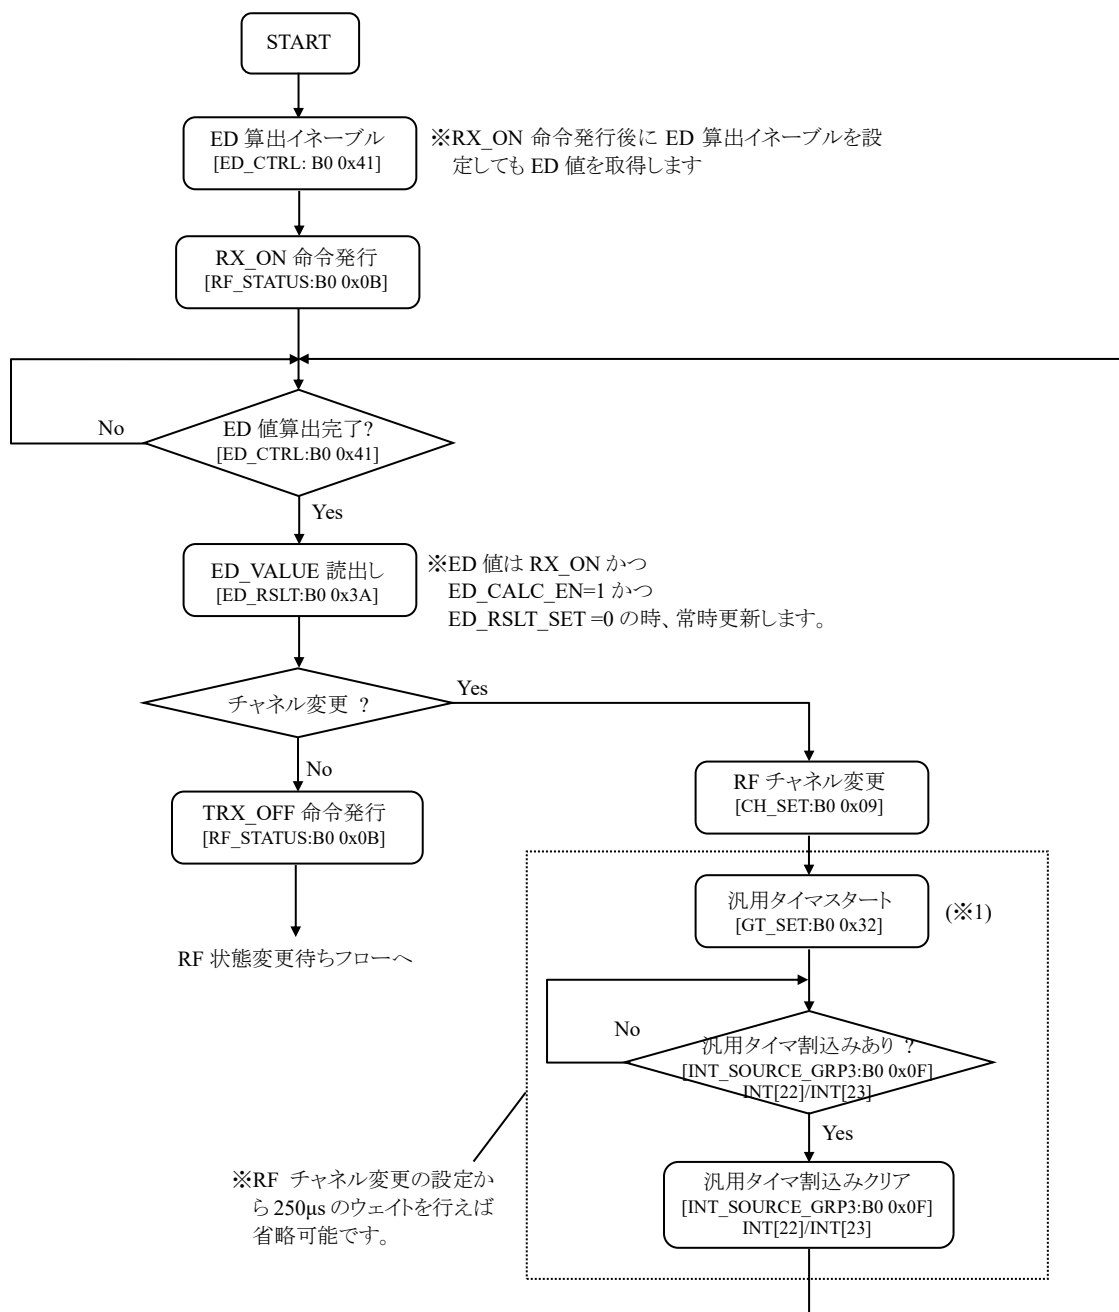 START
ED 算出イネーブル
[ED_CTRL: B0 0x41]
※RX_ON 命令発行後に ED 算出イネーブルを設
定しても ED 値を取得します
RX_ON 命令発行
[RF_STATUS:B0 0x0B]
No
ED 値算出完了?
[ED_CTRL:B0 0x41]
Yes
ED_VALUE 読出し
[ED_RSLT:B0 0x3A]
※ED 値は RX_ON かつ
ED_CALC_EN=1 かつ
ED_RSLT_SET =0 の時、常時更新します。
チャネル変更 ?
Yes
No
TRX_OFF 命令発行
[RF_STATUS:B0 0x0B]
RF 状態変更待ちフローへ
RF チャネル変更
[CH_SET:B0 0x09]
汎用タイマスタート
[GT_SET:B0 0x32]
(※1)
No
汎用タイマ割込みあり ?
[INT_SOURCE_GRP3:B0 0x0F]
INT[22]/INT[23]
Yes
汎用タイマ割込みクリア
[INT_SOURCE_GRP3:B0 0x0F]
INT[22]/INT[23]
※RF チャネル変更の設定か
ら 250μs のウェイトを行えば
省略可能です。